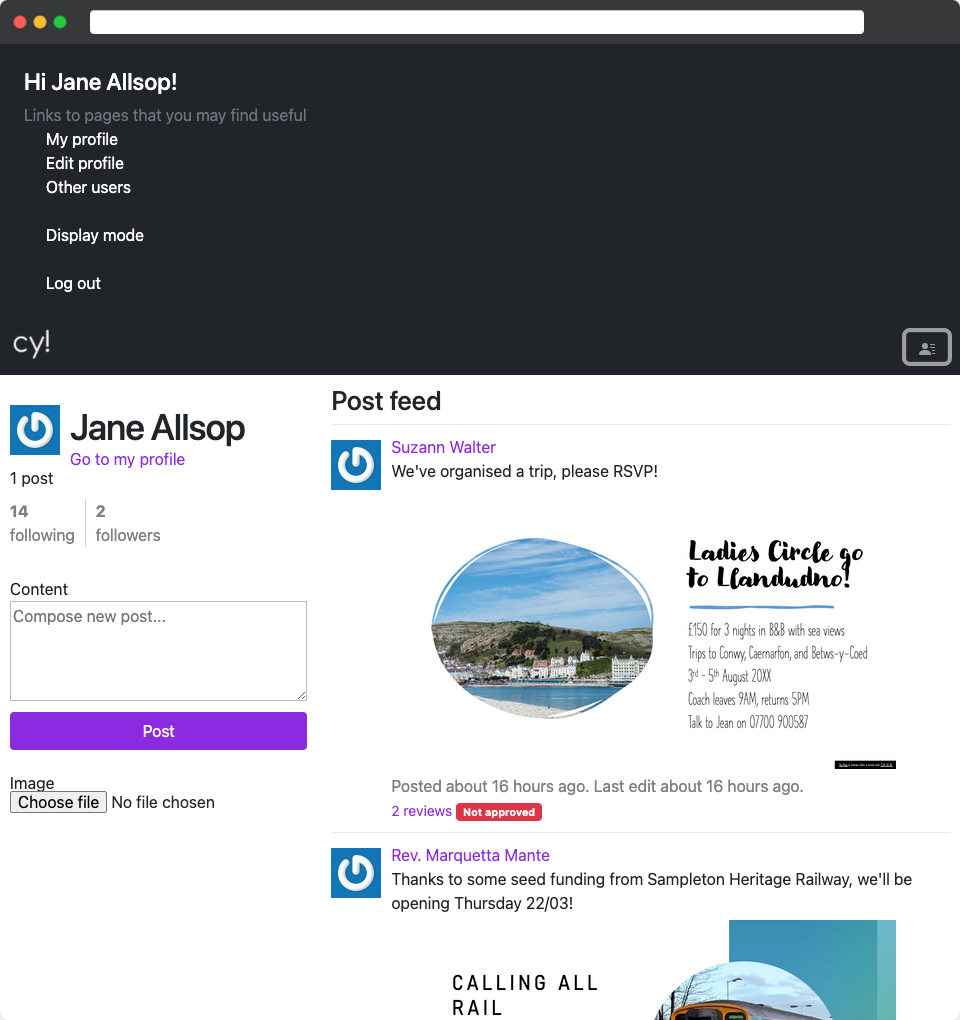 Hi Jane Allsop!
Links to pages that you may find useful
My profile
Edit profile
Other users
Display mode
Log out
cy!
Jane Allsop
Go to my profile
1 post
14
following
2
followers
Content
Compose new post...
Post
Image
Choose file No file chosen
Post feed
Suzann Walter
We've organised a trip, please RSVP!
Ladies Circle go
to Llandudno!
£150 for 3 nights in B&B with sea views
Trips to Conwy, Caernarfon, and Betws-y-Coed
3rd - 5th August 20XX
Coach leaves 9AM, returns 5PM
Talk to Jean on 07700 900587
Posted about 16 hours ago. Last edit about 16 hours ago.
2 reviews Not approved
Rev. Marquetta Mante
Thanks to some seed funding from Sampleton Heritage Railway, we'll be
opening Thursday 22/03!
CALLING ALL
RAIL